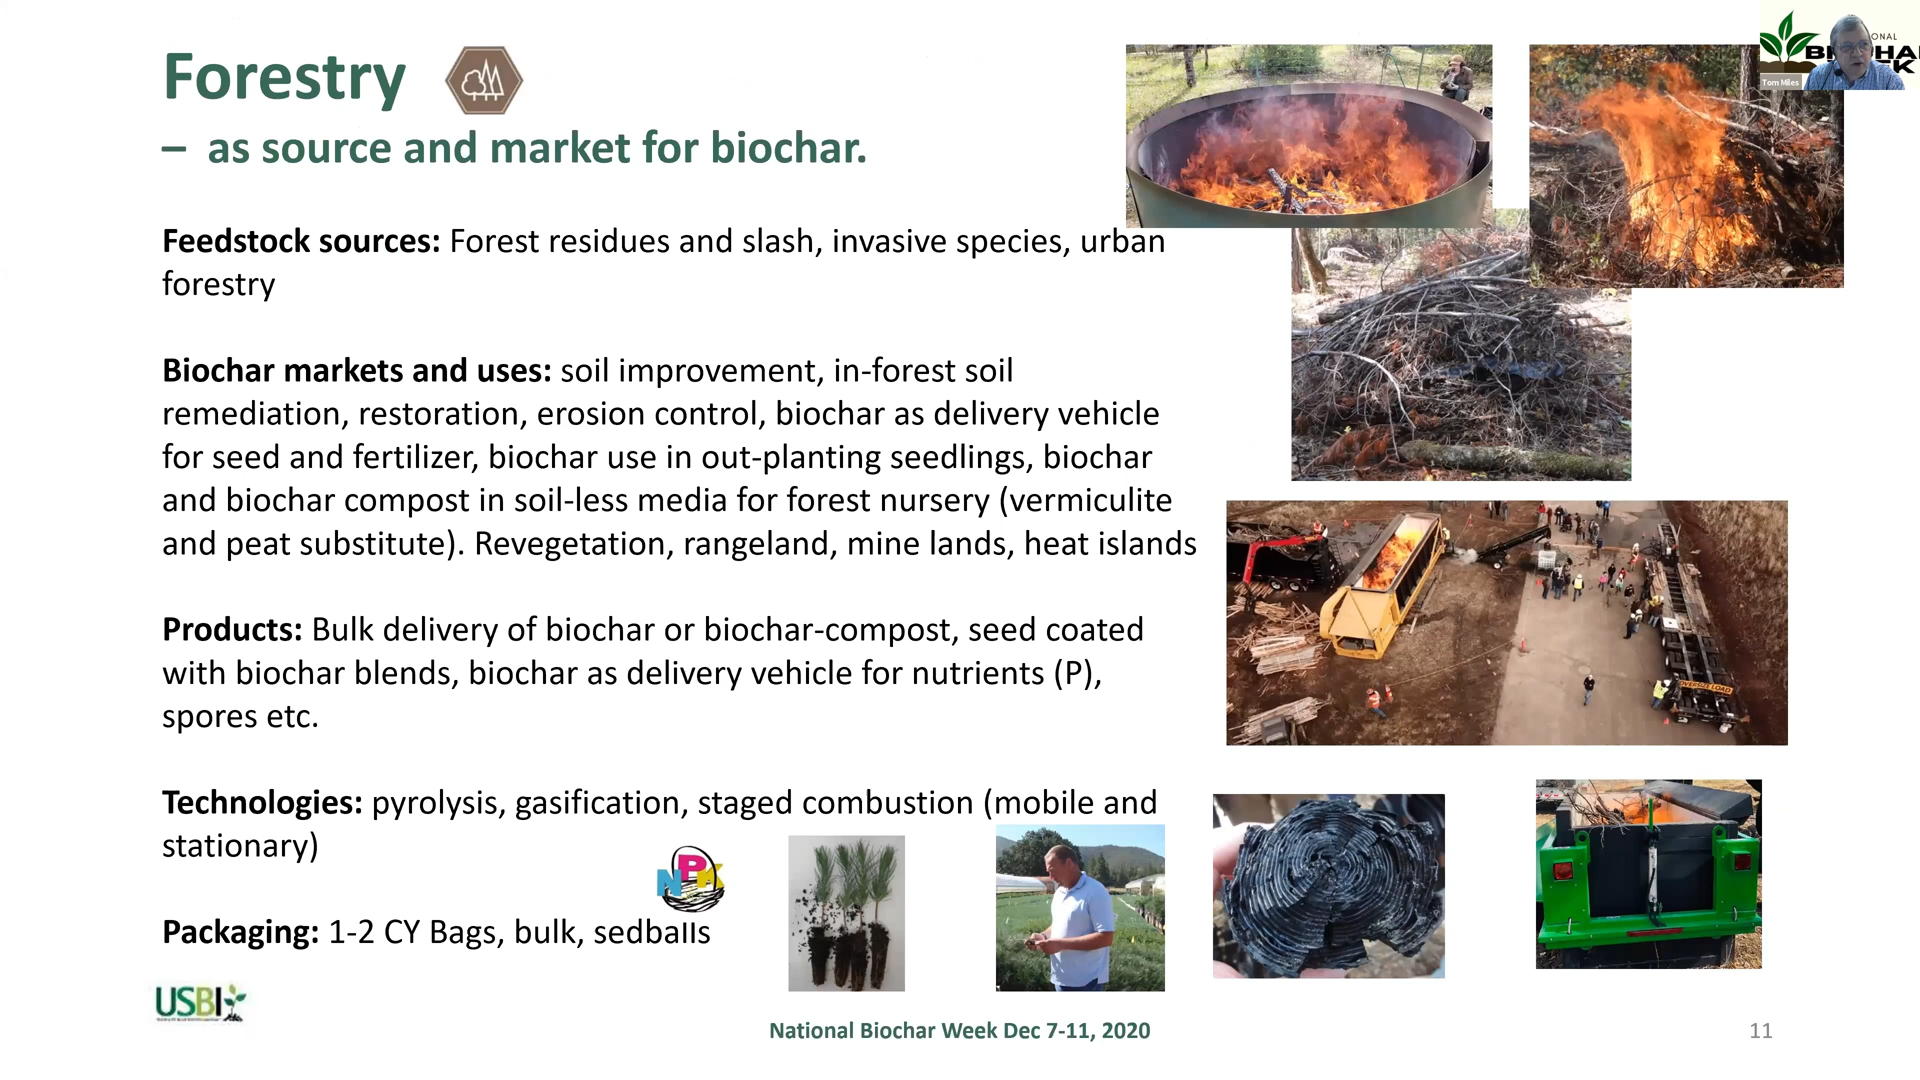 Forestry
– as source and market for biochar.
Feedstock sources: Forest residues and slash, invasive species, urban
forestry
Biochar markets and uses: soil improvement, in-forest soil
remediation, restoration, erosion control, biochar as delivery vehicle
for seed and fertilizer, biochar use in out-planting seedlings, biochar
and biochar compost in soil-less media for forest nursery (vermiculite
and peat substitute). Revegetation, rangeland, mine lands, heat islands
Products: Bulk delivery of biochar or biochar-compost, seed coated
with biochar blends, biochar as delivery vehicle for nutrients (P),
spores etc.
Technologies: pyrolysis, gasification, staged combustion (mobile and
stationary)
NPK
Packaging: 1-2 CY Bags, bulk, sedballs
USBI
National Biochar Week Dec 7-11, 2020
11
Tom Miles
OVERSIZE LOAD